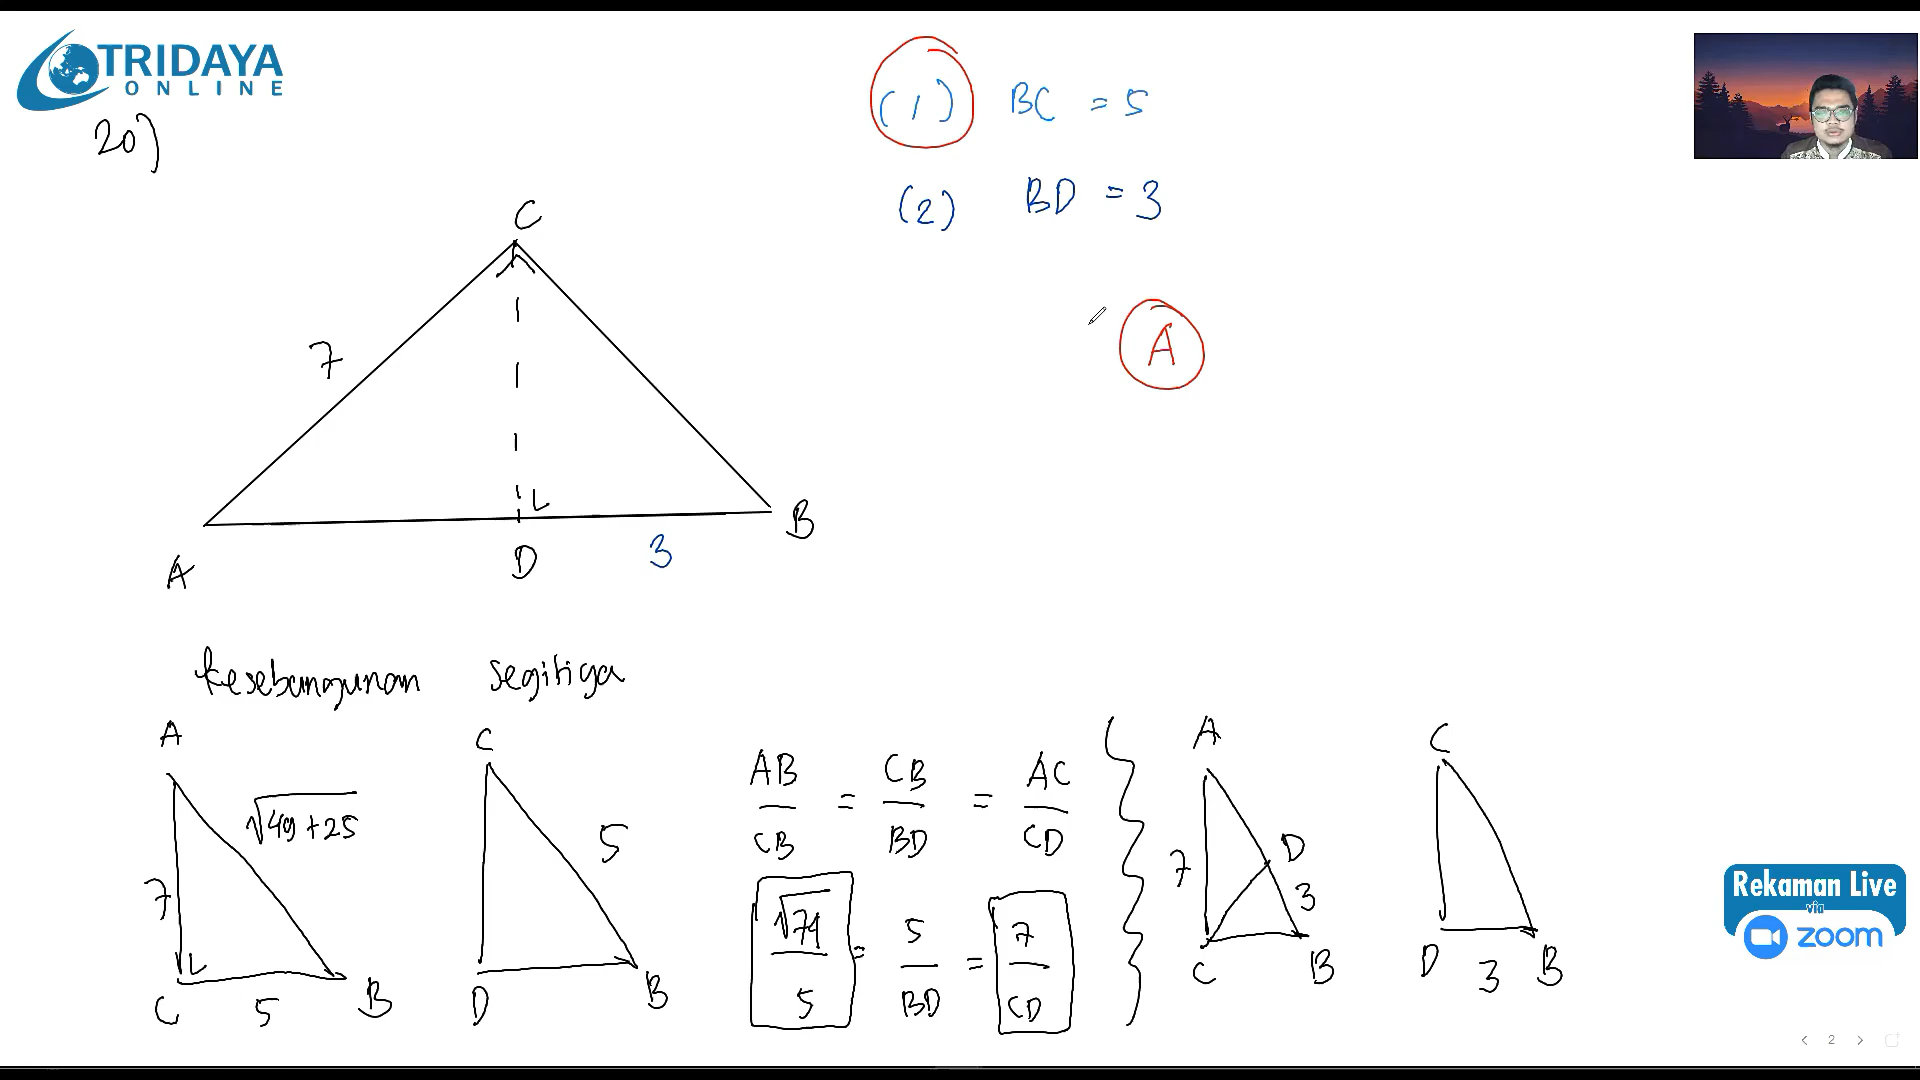 TRIDAYA
ONLINE
20)
(1) BC = 5
(2) BD = 3
A
C
7
A
D
3
B
kesebangunan segitiga
A
√49+25
7
C
5
B
C
5
D
B
AB/CB = CB/BD = AC/CD
√74/5 = 5/BD = 7/CD
A
7
D
3
C
B
C
D
3
B
Rekaman Live
via
zoom
2